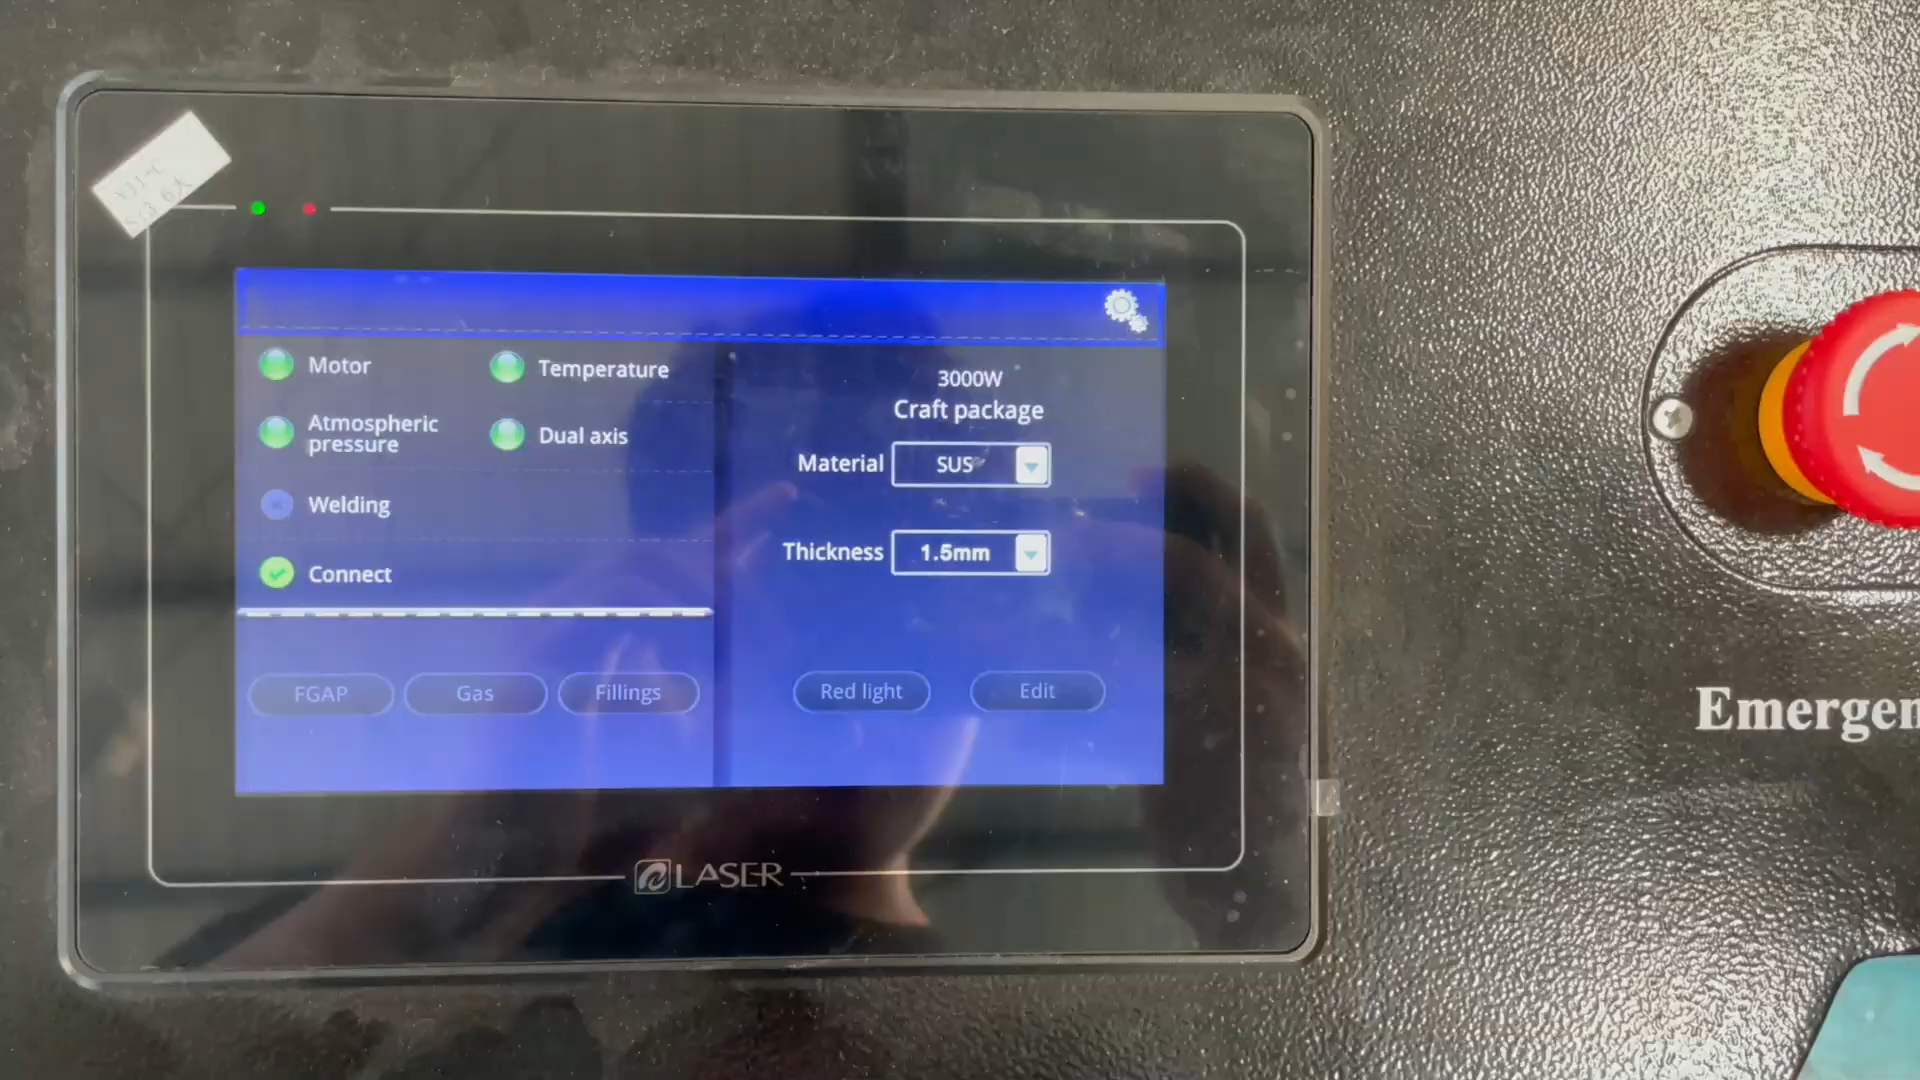 Motor
Temperature
Atmospheric
pressure
Dual axis
Welding
Connect
FGAP
Gas
Fillings
3000W
Craft package
Material
SUS
Thickness
1.5mm
Red light
Edit
LASER
Emergen